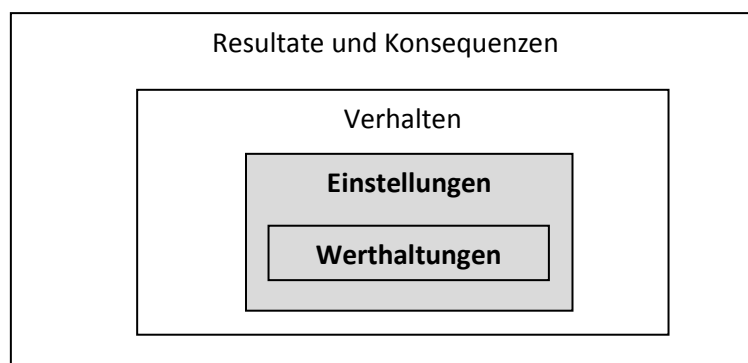 Resultate und Konsequenzen
Verhalten
Einstellungen
Werthaltungen